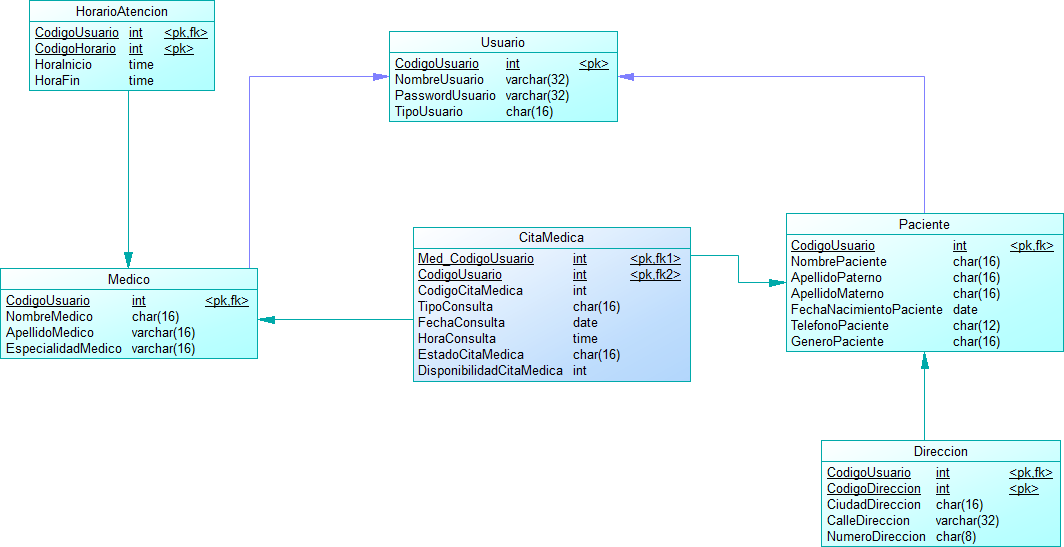 HorarioAtencion
CodigoUsuario int <pk,fk>
CodigoHorario int <pk>
HoraInicio time
HoraFin time
Usuario
CodigoUsuario int <pk>
NombreUsuario varchar(32)
PasswordUsuario varchar(32)
TipoUsuario char(16)
Paciente
CodigoUsuario int <pk,fk>
NombrePaciente char(16)
ApellidoPaterno char(16)
ApellidoMaterno char(16)
FechaNacimientoPaciente date
TelefonoPaciente char(12)
GeneroPaciente char(16)
CitaMedica
Med_CodigoUsuario int <pk,fk1>
CodigoUsuario int <pk,fk2>
CodigoCitaMedica int
TipoConsulta char(16)
FechaConsulta date
HoraConsulta time
EstadoCitaMedica char(16)
DisponibilidadCitaMedica int
Medico
CodigoUsuario int <pk,fk>
NombreMedico char(16)
ApellidoMedico varchar(16)
EspecialidadMedico varchar(16)
Direccion
CodigoUsuario int <pk,fk>
CodigoDireccion int <pk>
CiudadDireccion char(16)
CalleDireccion varchar(32)
NumeroDireccion char(8)